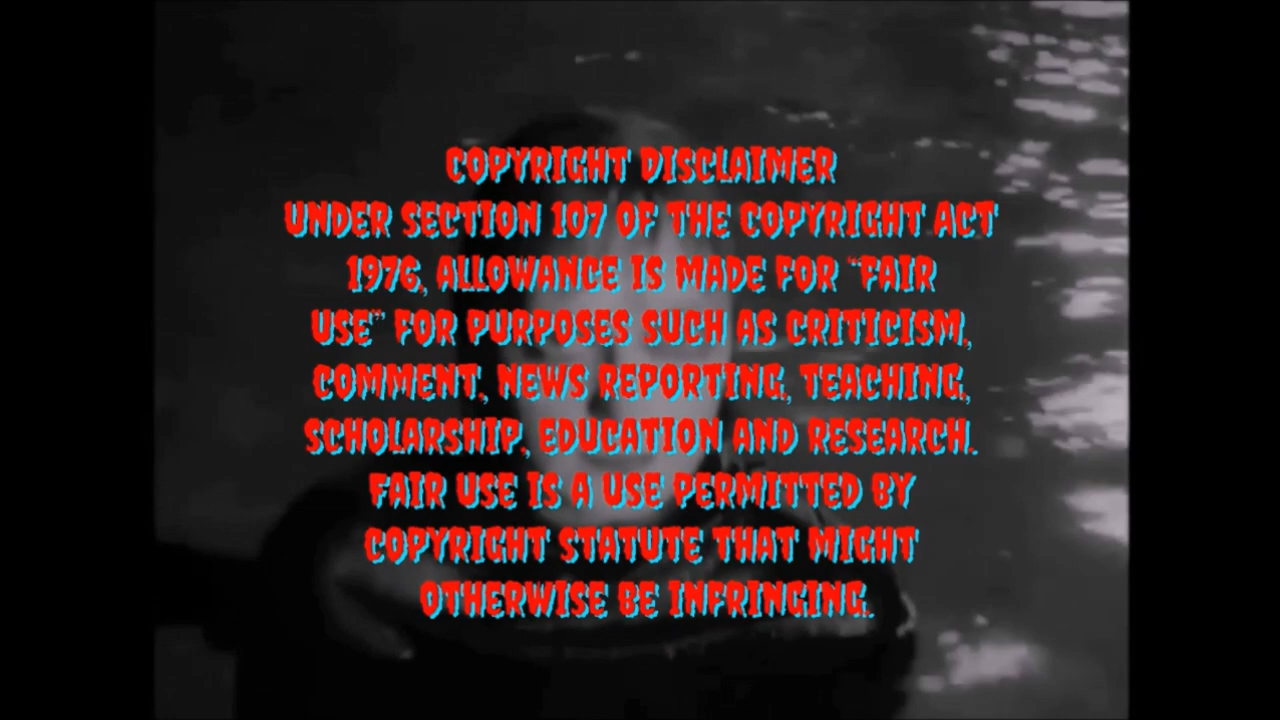 COPYRIGHT DISCLAIMER
UNDER SECTION 107 OF THE COPYRIGHT ACT
1976, ALLOWANCE IS MADE FOR "FAIR
USE" FOR PURPOSES SUCH AS CRITICISM,
COMMENT, NEWS REPORTING, TEACHING,
SCHOLARSHIP, EDUCATION AND RESEARCH.
FAIR USE IS A USE PERMITTED BY
COPYRIGHT STATUTE THAT MIGHT
OTHERWISE BE INFRINGING.